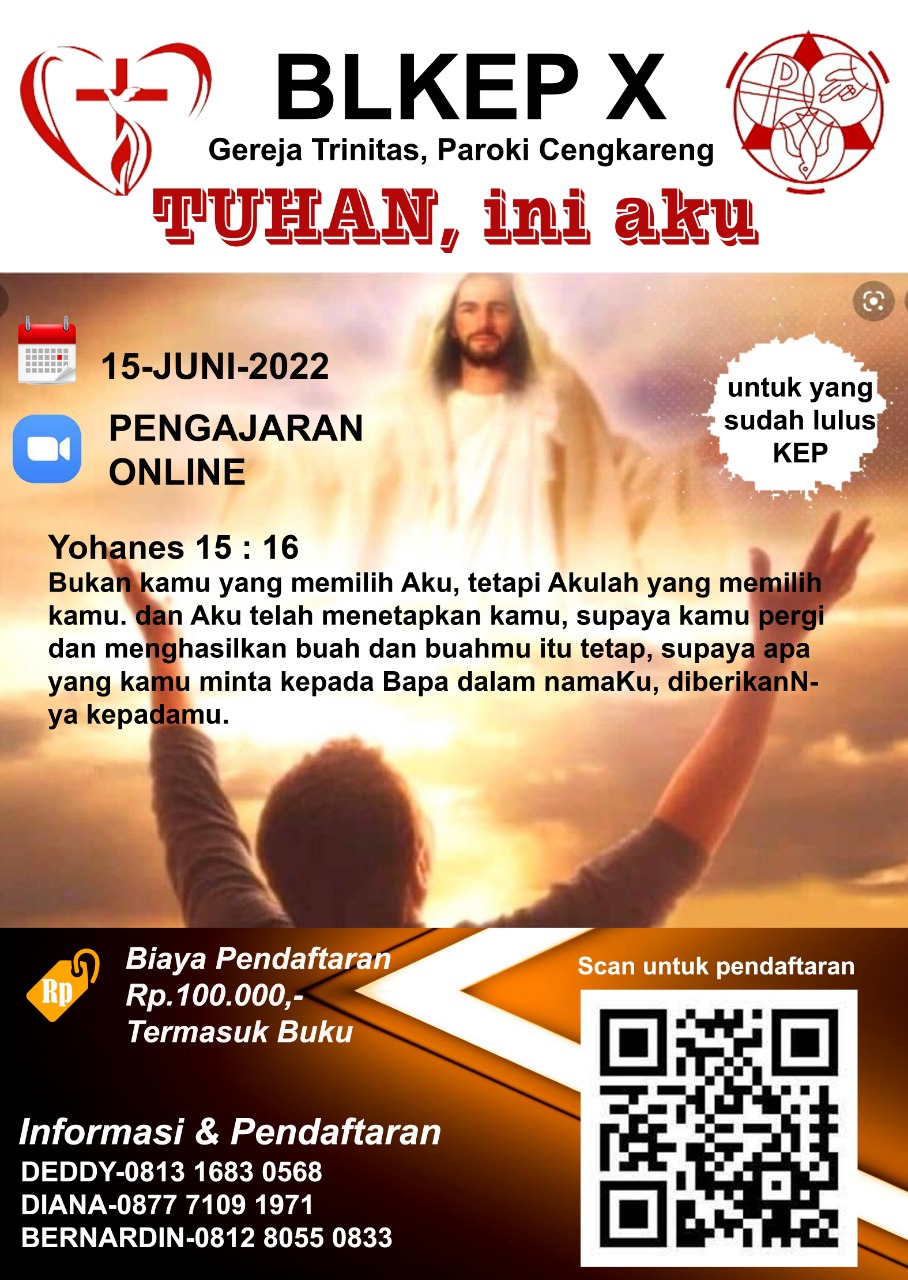 BLKEP X
Gereja Trinitas, Paroki Cengkareng
TUHAN, ini aku
15-JUNI-2022
PENGAJARAN
ONLINE
untuk yang
sudah lulus
KEP
Yohanes 15 : 16
Bukan kamu yang memilih Aku, tetapi Akulah yang memilih
kamu. dan Aku telah menetapkan kamu, supaya kamu pergi
dan menghasilkan buah dan buahmu itu tetap, supaya apa
yang kamu minta kepada Bapa dalam namaKu, diberikanN-
ya kepadamu.
Rp
Biaya Pendaftaran
Rp.100.000,-
Termasuk Buku
Scan untuk pendaftaran
Informasi & Pendaftaran
DEDDY-0813 1683 0568
DIANA-0877 7109 1971
BERNARDIN-0812 8055 0833